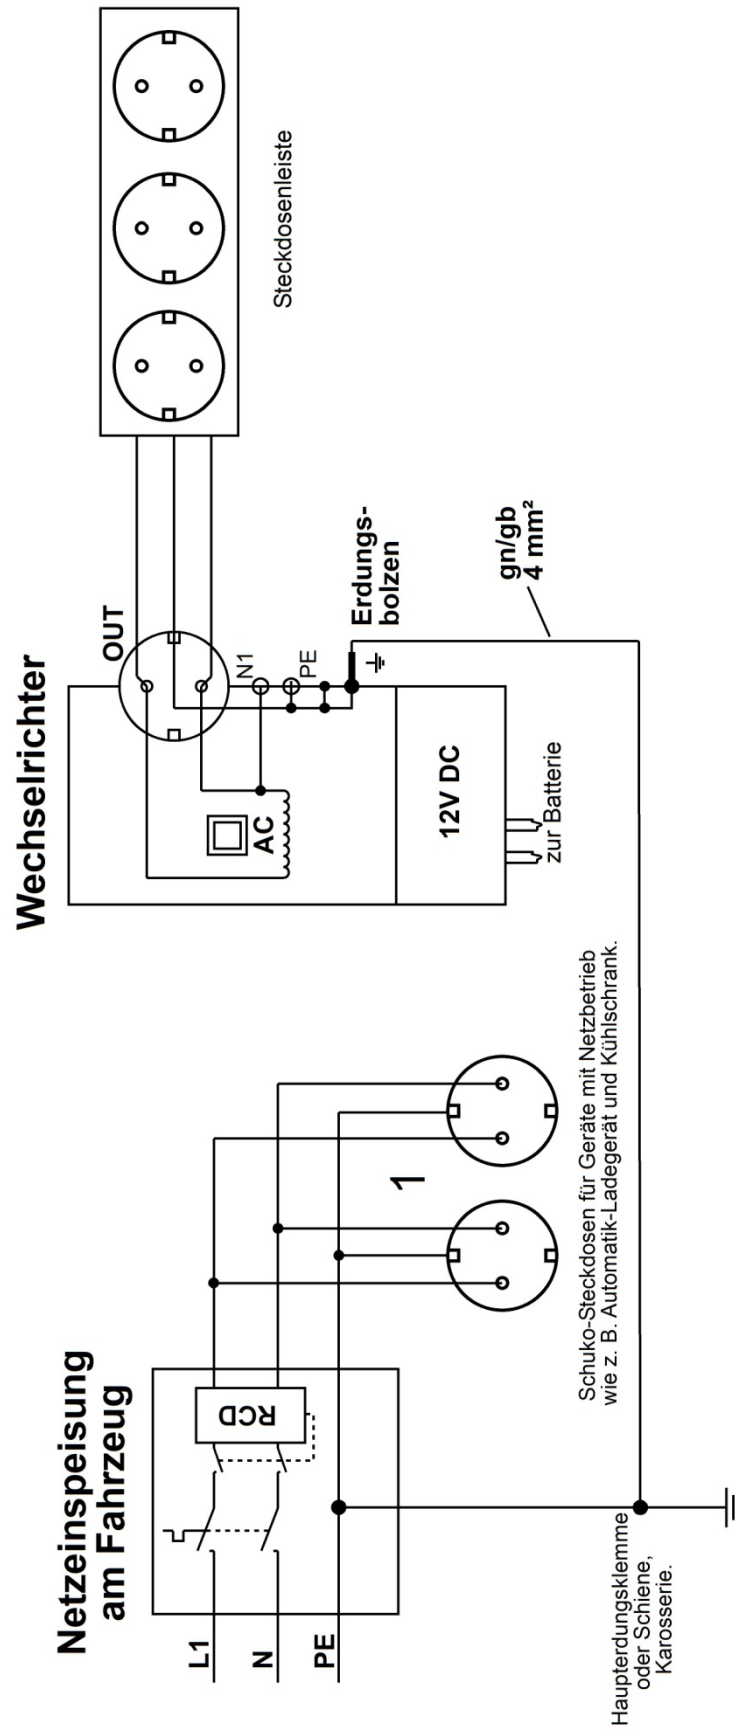 Netzeinspeisung
am Fahrzeug
L1
N
PE
RCD
1
Schuko-Steckdosen für Geräte mit Netzbetrieb
wie z. B. Automatik-Ladegerät und Kühlschrank.
Haupterdungsklemme
oder Schiene,
Karosserie.
Wechselrichter
AC
12V DC
zur Batterie
OUT
N1
PE
Erdungs-
bolzen
gn/gb
4 mm²
Steckdosenleiste